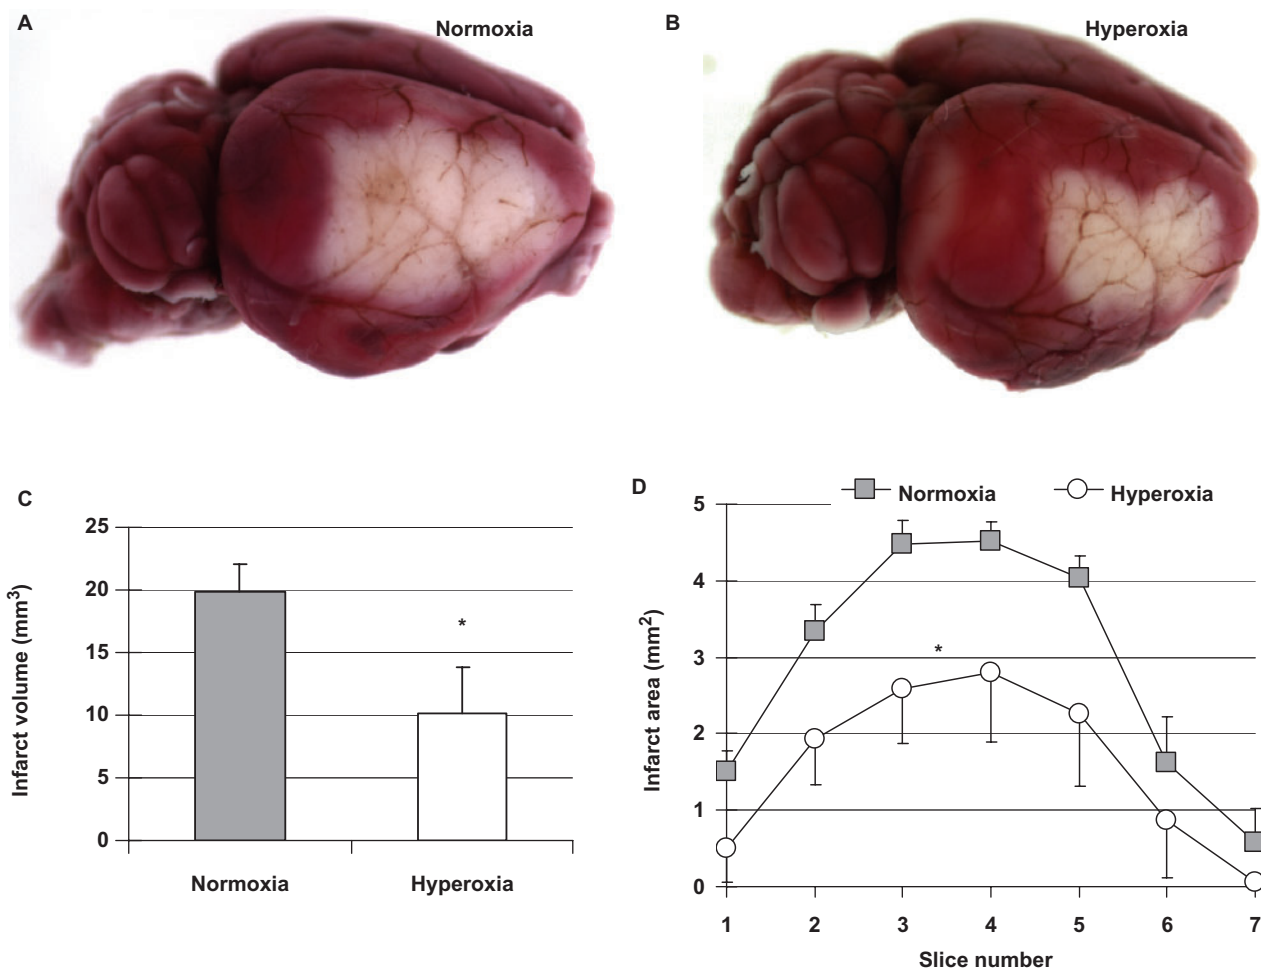 A
Normoxia
B
Hyperoxia
C
Infarct volume (mm³)
25
20
15
10
5
0
*
Normoxia
Hyperoxia
D
Normoxia
Hyperoxia
Infarct area (mm²)
5
4
3
2
1
0
*
1 2 3 4 5 6 7
Slice number